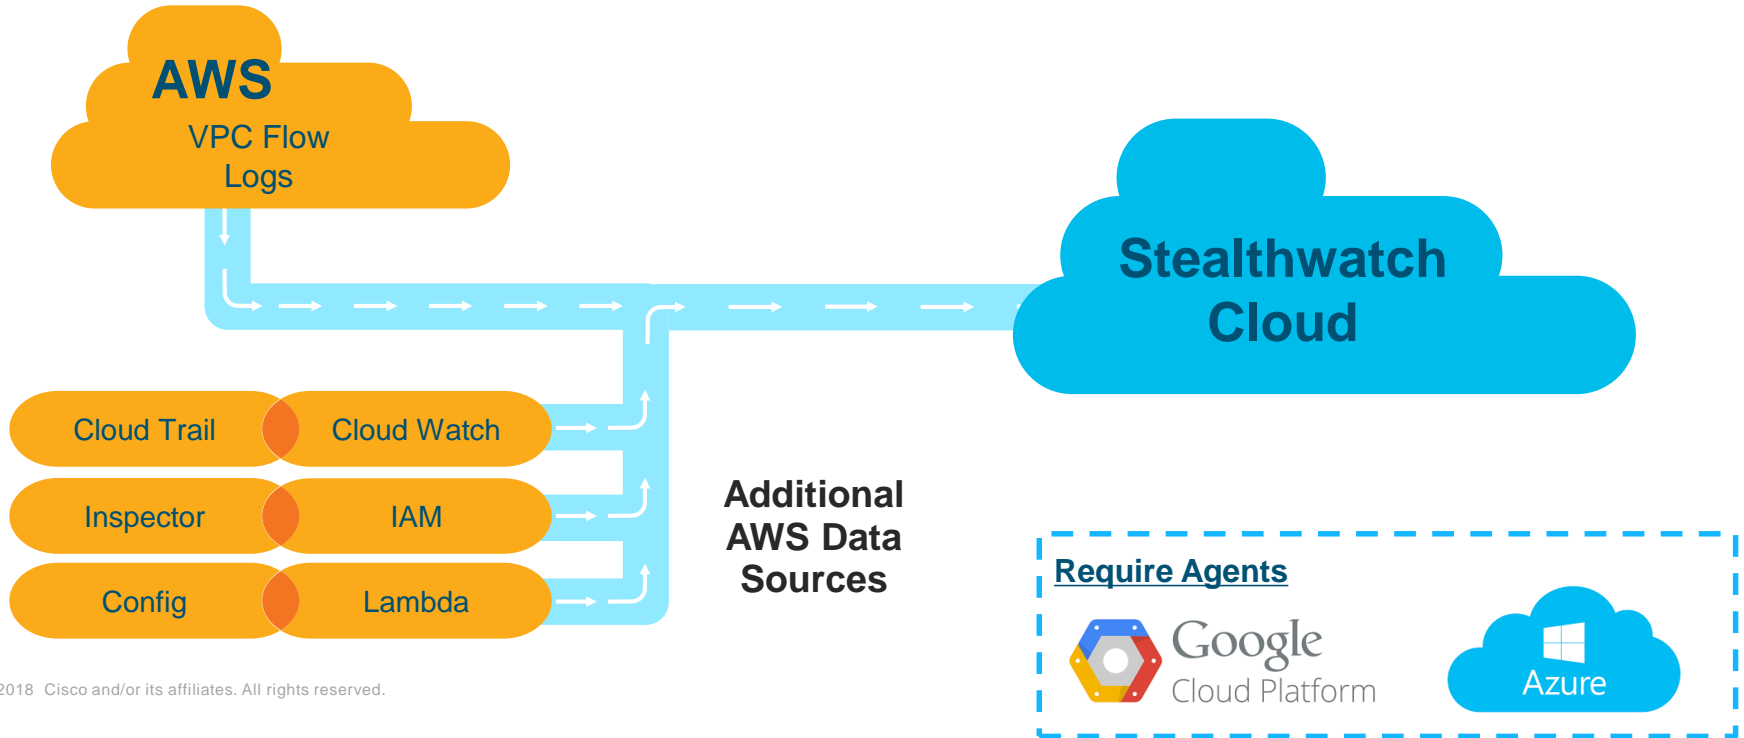 AWS
VPC Flow
Logs
Stealthwatch
Cloud
Cloud Trail
Cloud Watch
Inspector
IAM
Config
Lambda
Additional
AWS Data
Sources
Require Agents
Google
Cloud Platform
Azure
2018 Cisco and/or its affiliates. All rights reserved.